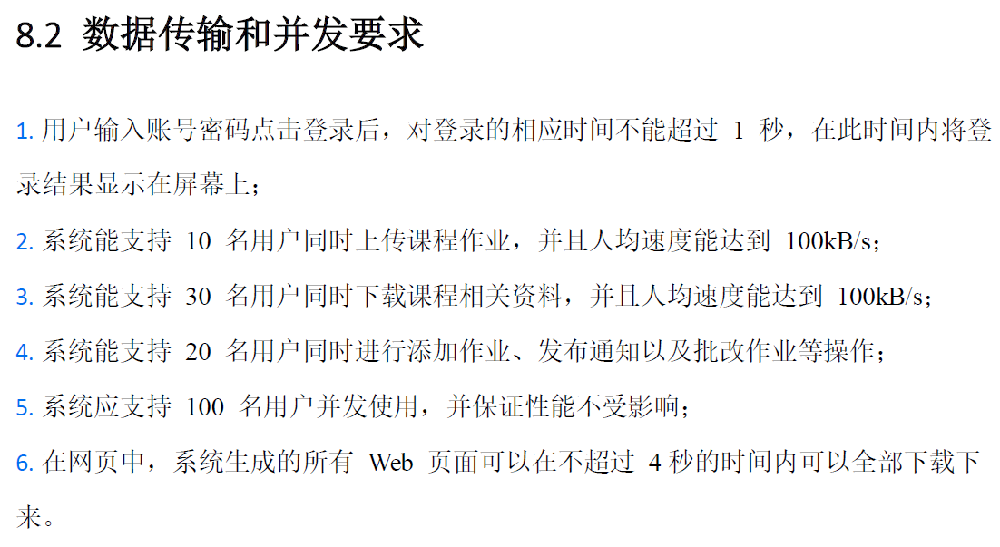 8.2 数据传输和并发要求
1. 用户输入账号密码点击登录后，对登录的相应时间不能超过 1 秒，在此时间内将登
录结果显示在屏幕上；
2. 系统能支持 10 名用户同时上传课程作业，并且人均速度能达到 100kB/s；
3. 系统能支持 30 名用户同时下载课程相关资料，并且人均速度能达到 100kB/s；
4. 系统能支持 20 名用户同时进行添加作业、发布通知以及批改作业等操作；
5. 系统应支持 100 名用户并发使用，并保证性能不受影响；
6. 在网页中，系统生成的所有 Web 页面可以在不超过 4 秒的时间内可以全部下载下
来。